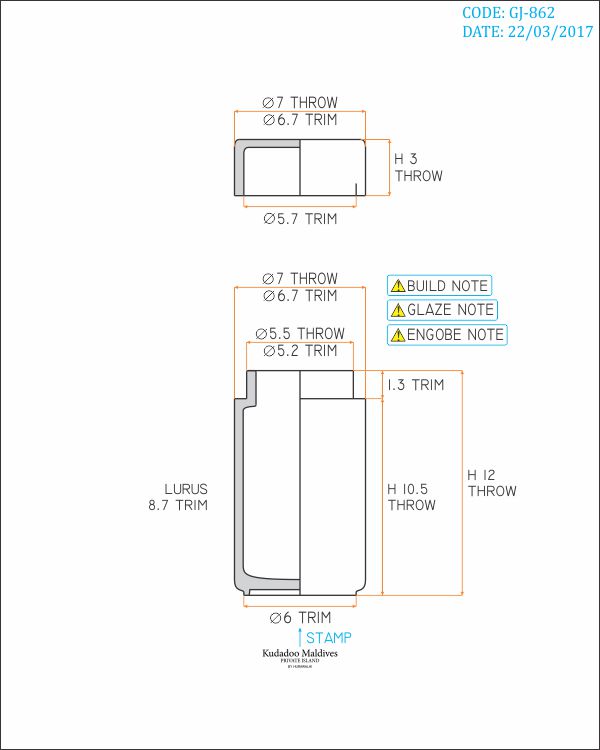 CODE: GJ-862
DATE: 22/03/2017
Ø7 THROW
Ø6.7 TRIM
H 3
THROW
Ø5.7 TRIM
Ø7 THROW
Ø6.7 TRIM
BUILD NOTE
GLAZE NOTE
ENGOBE NOTE
Ø5.5 THROW
Ø5.2 TRIM
1.3 TRIM
LURUS
8.7 TRIM
H 10.5
THROW
H 12
THROW
Ø6 TRIM
STAMP
Kudadoo Maldives
PRIVATE ISLAND
BY HURAWALHI